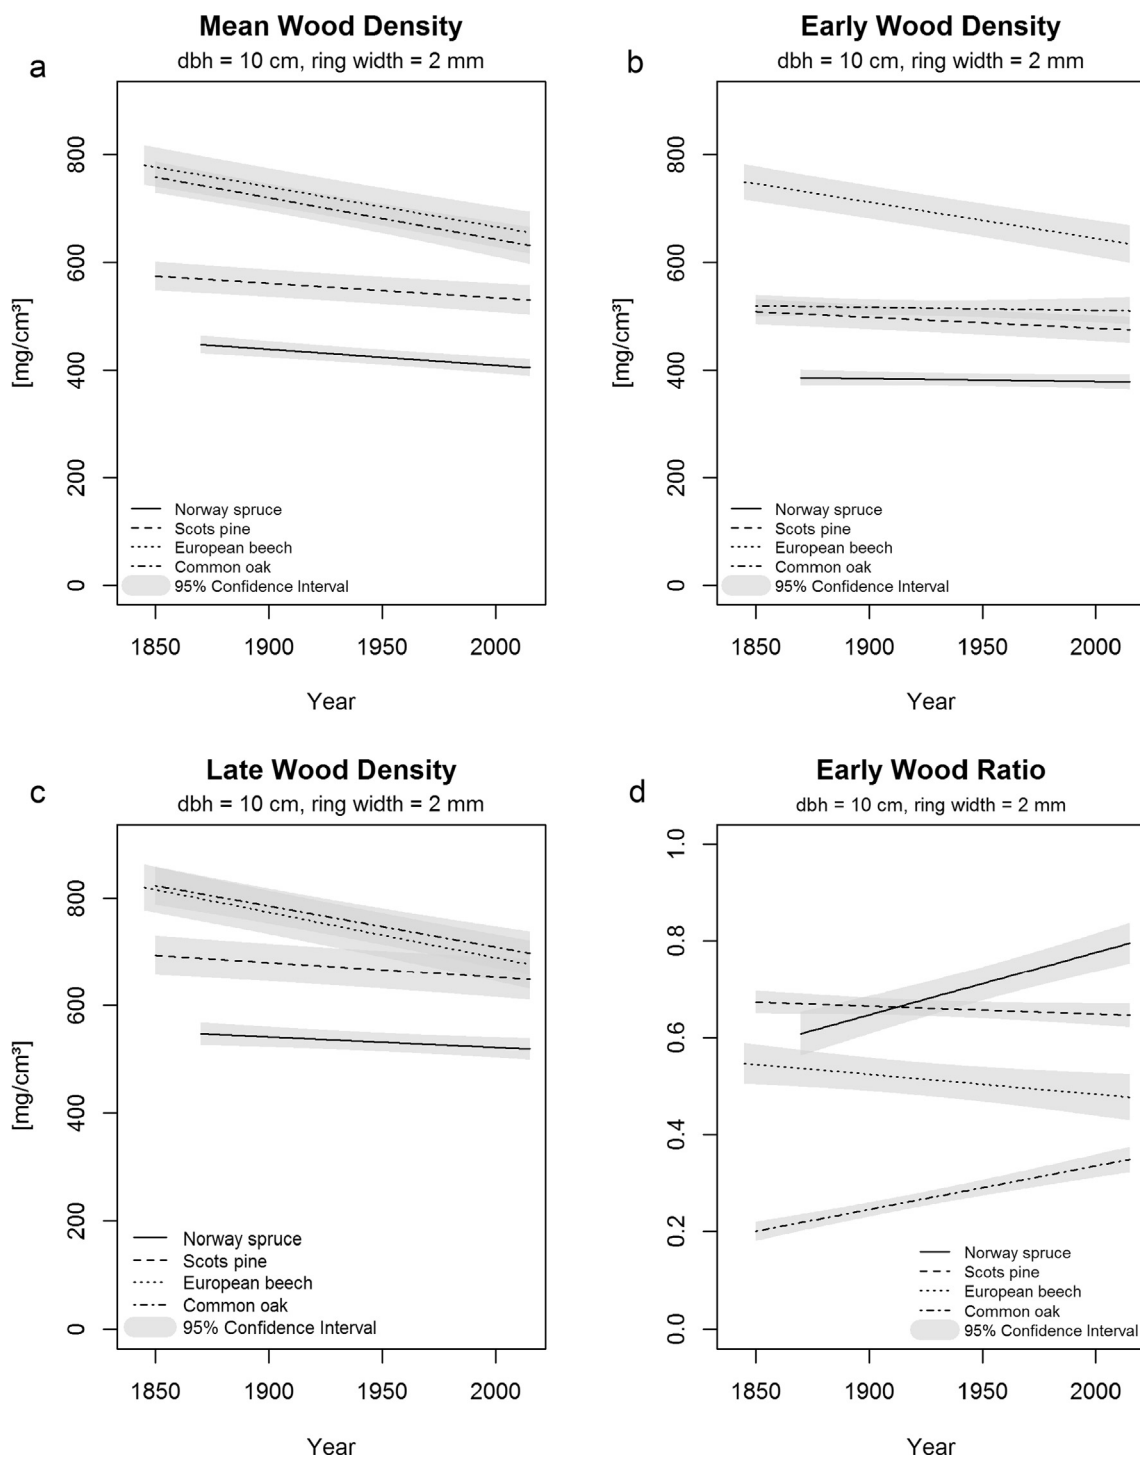 a
Mean Wood Density
dbh = 10 cm, ring width = 2 mm
[mg/cm³]
800
600
400
200
0
Norway spruce
Scots pine
European beech
Common oak
95% Confidence Interval
1850 1900 1950 2000
Year
b
Early Wood Density
dbh = 10 cm, ring width = 2 mm
[mg/cm³]
800
600
400
200
0
Norway spruce
Scots pine
European beech
Common oak
95% Confidence Interval
1850 1900 1950 2000
Year
c
Late Wood Density
dbh = 10 cm, ring width = 2 mm
[mg/cm³]
800
600
400
200
0
Norway spruce
Scots pine
European beech
Common oak
95% Confidence Interval
1850 1900 1950 2000
Year
d
Early Wood Ratio
dbh = 10 cm, ring width = 2 mm
1.0
0.8
0.6
0.4
0.2
0.0
Norway spruce
Scots pine
European beech
Common oak
95% Confidence Interval
1850 1900 1950 2000
Year